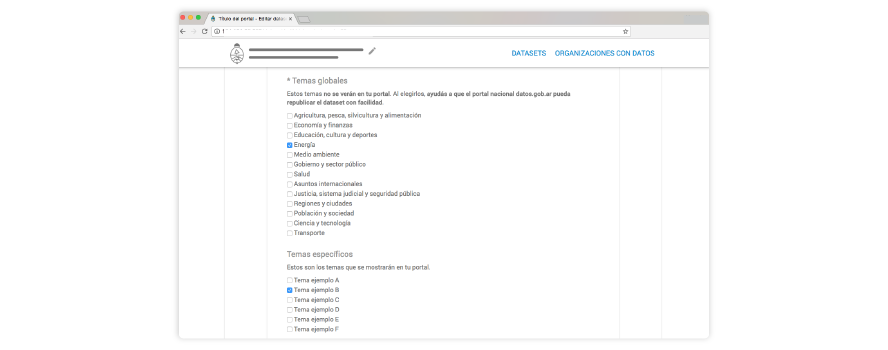 Título del portal - Editar datas
DATASETS ORGANIZACIONES CON DATOS
* Temas globales
Estos temas no se verán en tu portal. Al elegirlos, ayudás a que el portal nacional datos.gob.ar pueda
republicar el dataset con facilidad.
Agricultura, pesca, silvicultura y alimentación
Economía y finanzas
Educación, cultura y deportes
Energía
Medio ambiente
Gobierno y sector público
Salud
Asuntos internacionales
Justicia, sistema judicial y seguridad pública
Regiones y ciudades
Población y sociedad
Ciencia y tecnología
Transporte
Temas específicos
Estos son los temas que se mostrarán en tu portal.
Tema ejemplo A
Tema ejemplo B
Tema ejemplo C
Tema ejemplo D
Tema ejemplo E
Tema ejemplo F